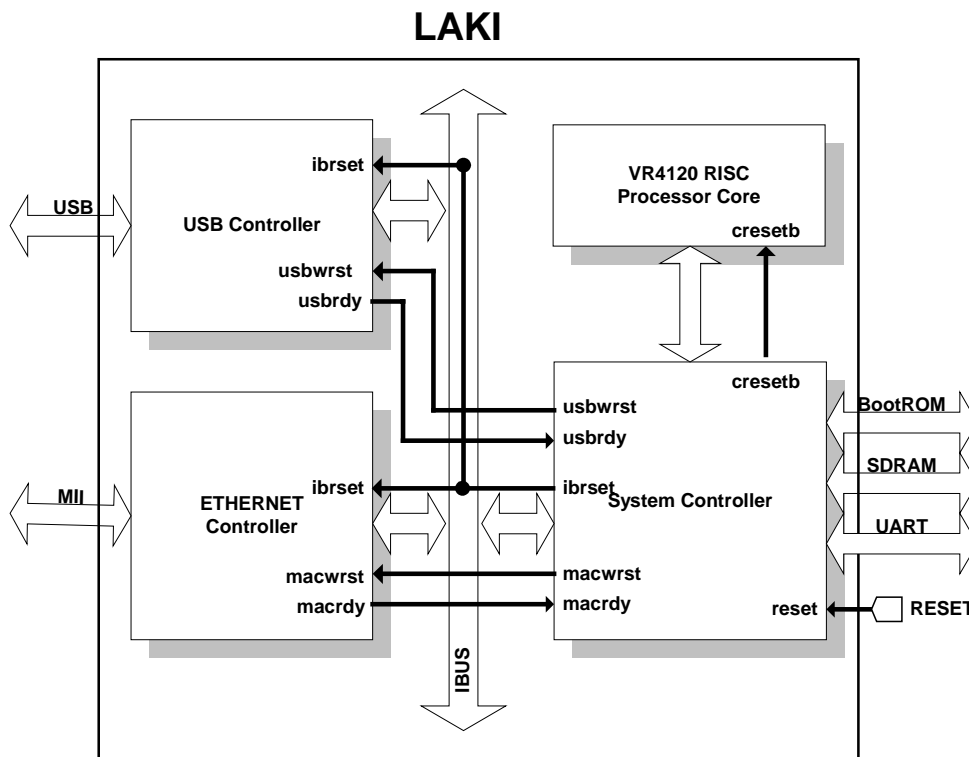 LAKI
ibrset
USB
USB Controller
usbwrst
usbrdy
VR4120 RISC
Processor Core
cresetb
cresetb
usbwrst
usbrdy
ibrset
System Controller
macwrst
macrdy
reset
BootROM
SDRAM
UART
RESET
MII
ibrset
ETHERNET
Controller
macwrst
macrdy
IBUS